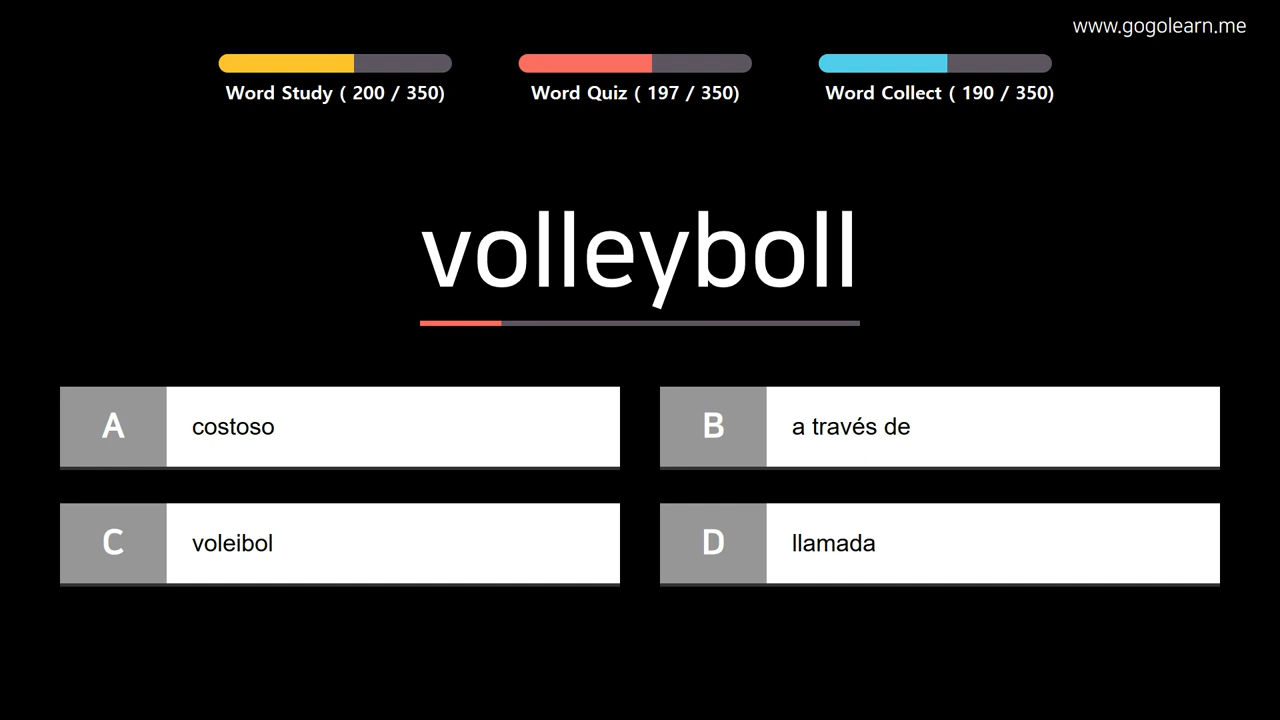 www.gogolearn.me
Word Study ( 200 / 350)
Word Quiz ( 197 / 350)
Word Collect ( 190 / 350)
volleyboll
A
costoso
B
a través de
C
voleibol
D
llamada